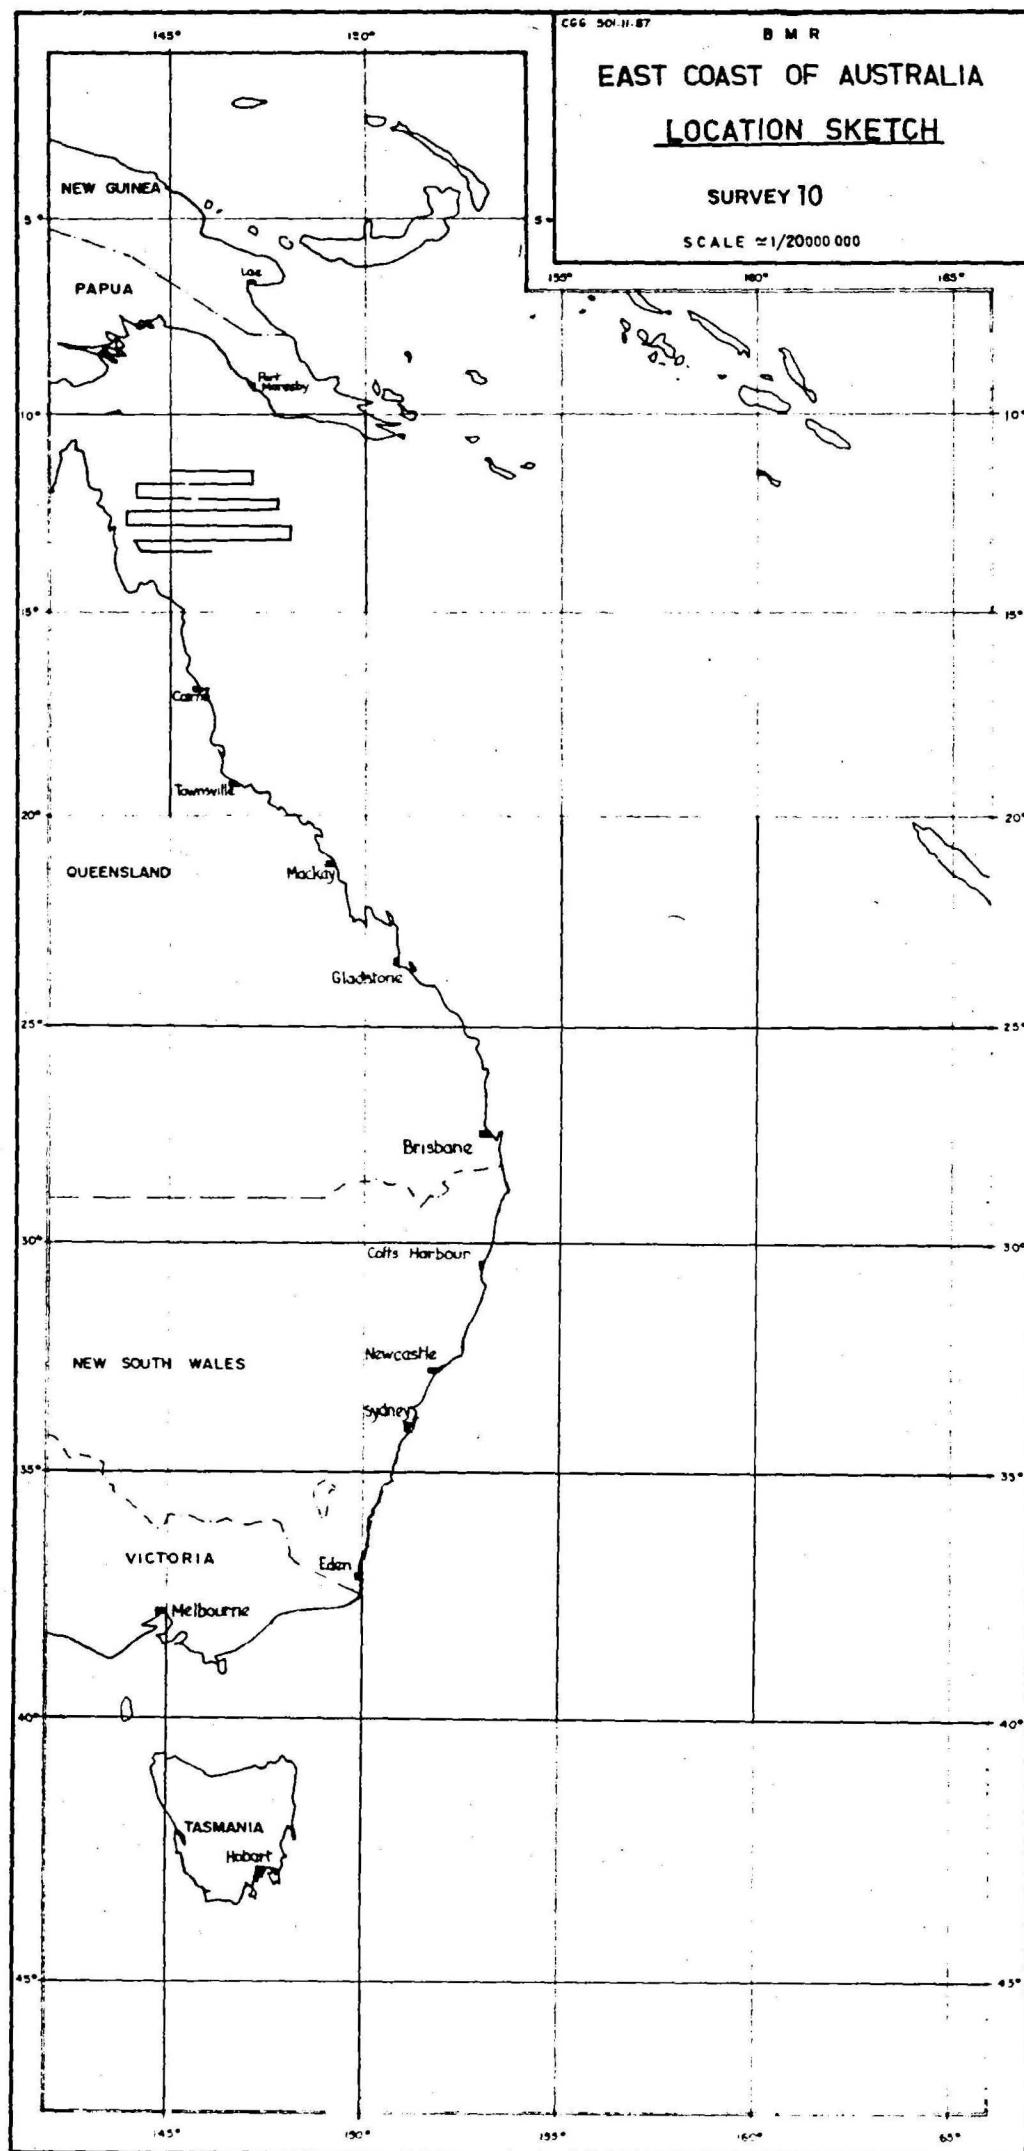 CGG 501-11-87
B M R
EAST COAST OF AUSTRALIA
LOCATION SKETCH
SURVEY 10
SCALE ≃1/20000 000
145°
150°
NEW GUINEA
5°
5°
Lae
155°
160°
165°
PAPUA
Port
Moresby
10°
10°
15°
15°
Cairns
Townsville
20°
20°
QUEENSLAND
Mackay
Gladstone
25°
25°
Brisbane
30°
30°
Coffs Harbour
NEW SOUTH WALES
Newcastle
Sydney
35°
35°
VICTORIA
Eden
Melbourne
40°
40°
TASMANIA
Hobart
45°
45°
145°
150°
155°
160°
65°